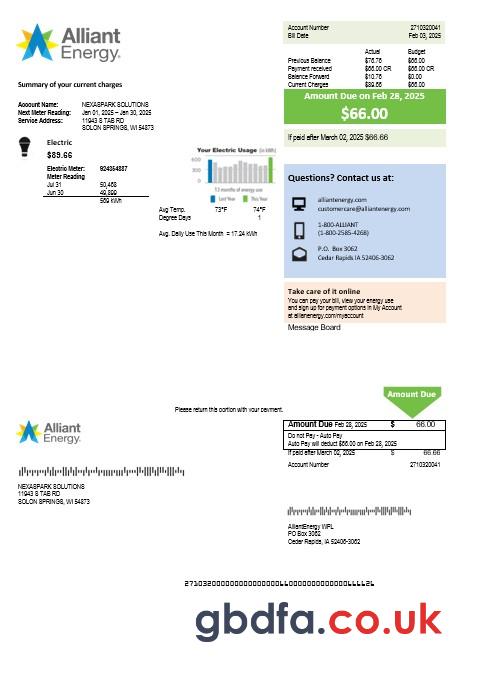 Alliant
Energy.
Account Number 2710320041
Bill Date Feb 03, 2025
Actual Budget
Previous Balance $76.76 $66.00
Payment received $66.00 CR $66.00 CR
Balance Forward $10.76 $0.00
Current Charges $89.66 $66.00
Amount Due on Feb 28, 2025
$66.00
If paid after March 02, 2025 $66.66
Summary of your current charges
Account Name: NEXASPARK SOLUTIONS
Next Meter Reading: Jan 01, 2025 – Jan 30, 2025
Service Address: 11943 S TAB RD
SOLON SPRINGS, WI 54873
Electric
$89.66
Electric Meter: 924354887
Meter Reading
Jul 31 50,468
Jun 30 49,899
569 kWh
Your Electric Usage (in kWh)
600
300
0
13 months of energy use
Last Year This Year
Avg Temp. 73°F 74°F
Degree Days 1
Avg. Daily Use This Month = 17.24 kWh
Questions? Contact us at:
alliantenergy.com
customercare@alliantenergy.com
1-800-ALLIANT
(1-800-2585-4268)
P.O. Box 3062
Cedar Rapids IA 52406-3062
Take care of it online
You can pay your bill, view your energy use
and sign up for payment options in My Account
at alliantenergy.com/myaccount
Message Board
Please return this portion with your payment.
Amount Due
Alliant
Energy.
Amount Due Feb 28, 2025 $ 66.00
Do not Pay - Auto Pay
Auto Pay will deduct $66.00 on Feb 28, 2025
If paid after March 02, 2025 $ 66.66
Account Number 2710320041
NEXASPARK SOLUTIONS
11943 S TAB RD
SOLON SPRINGS, WI 54873
AlliantEnergy WPL
PO Box 3062
Cedar Rapids, IA 52406-3062
gbdfa.co.uk